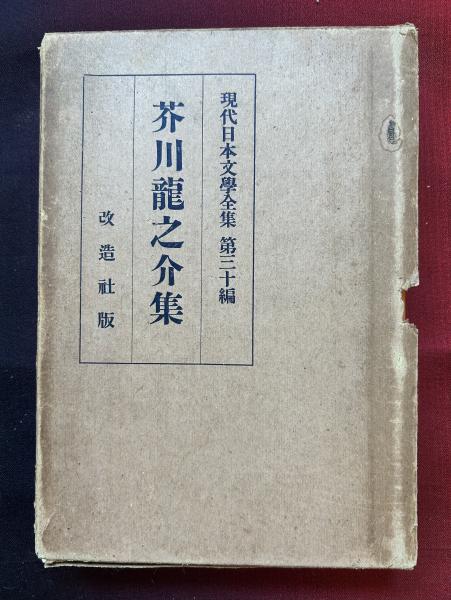 現代日本文學全集 第三十編
芥川龍之介集
改造社版